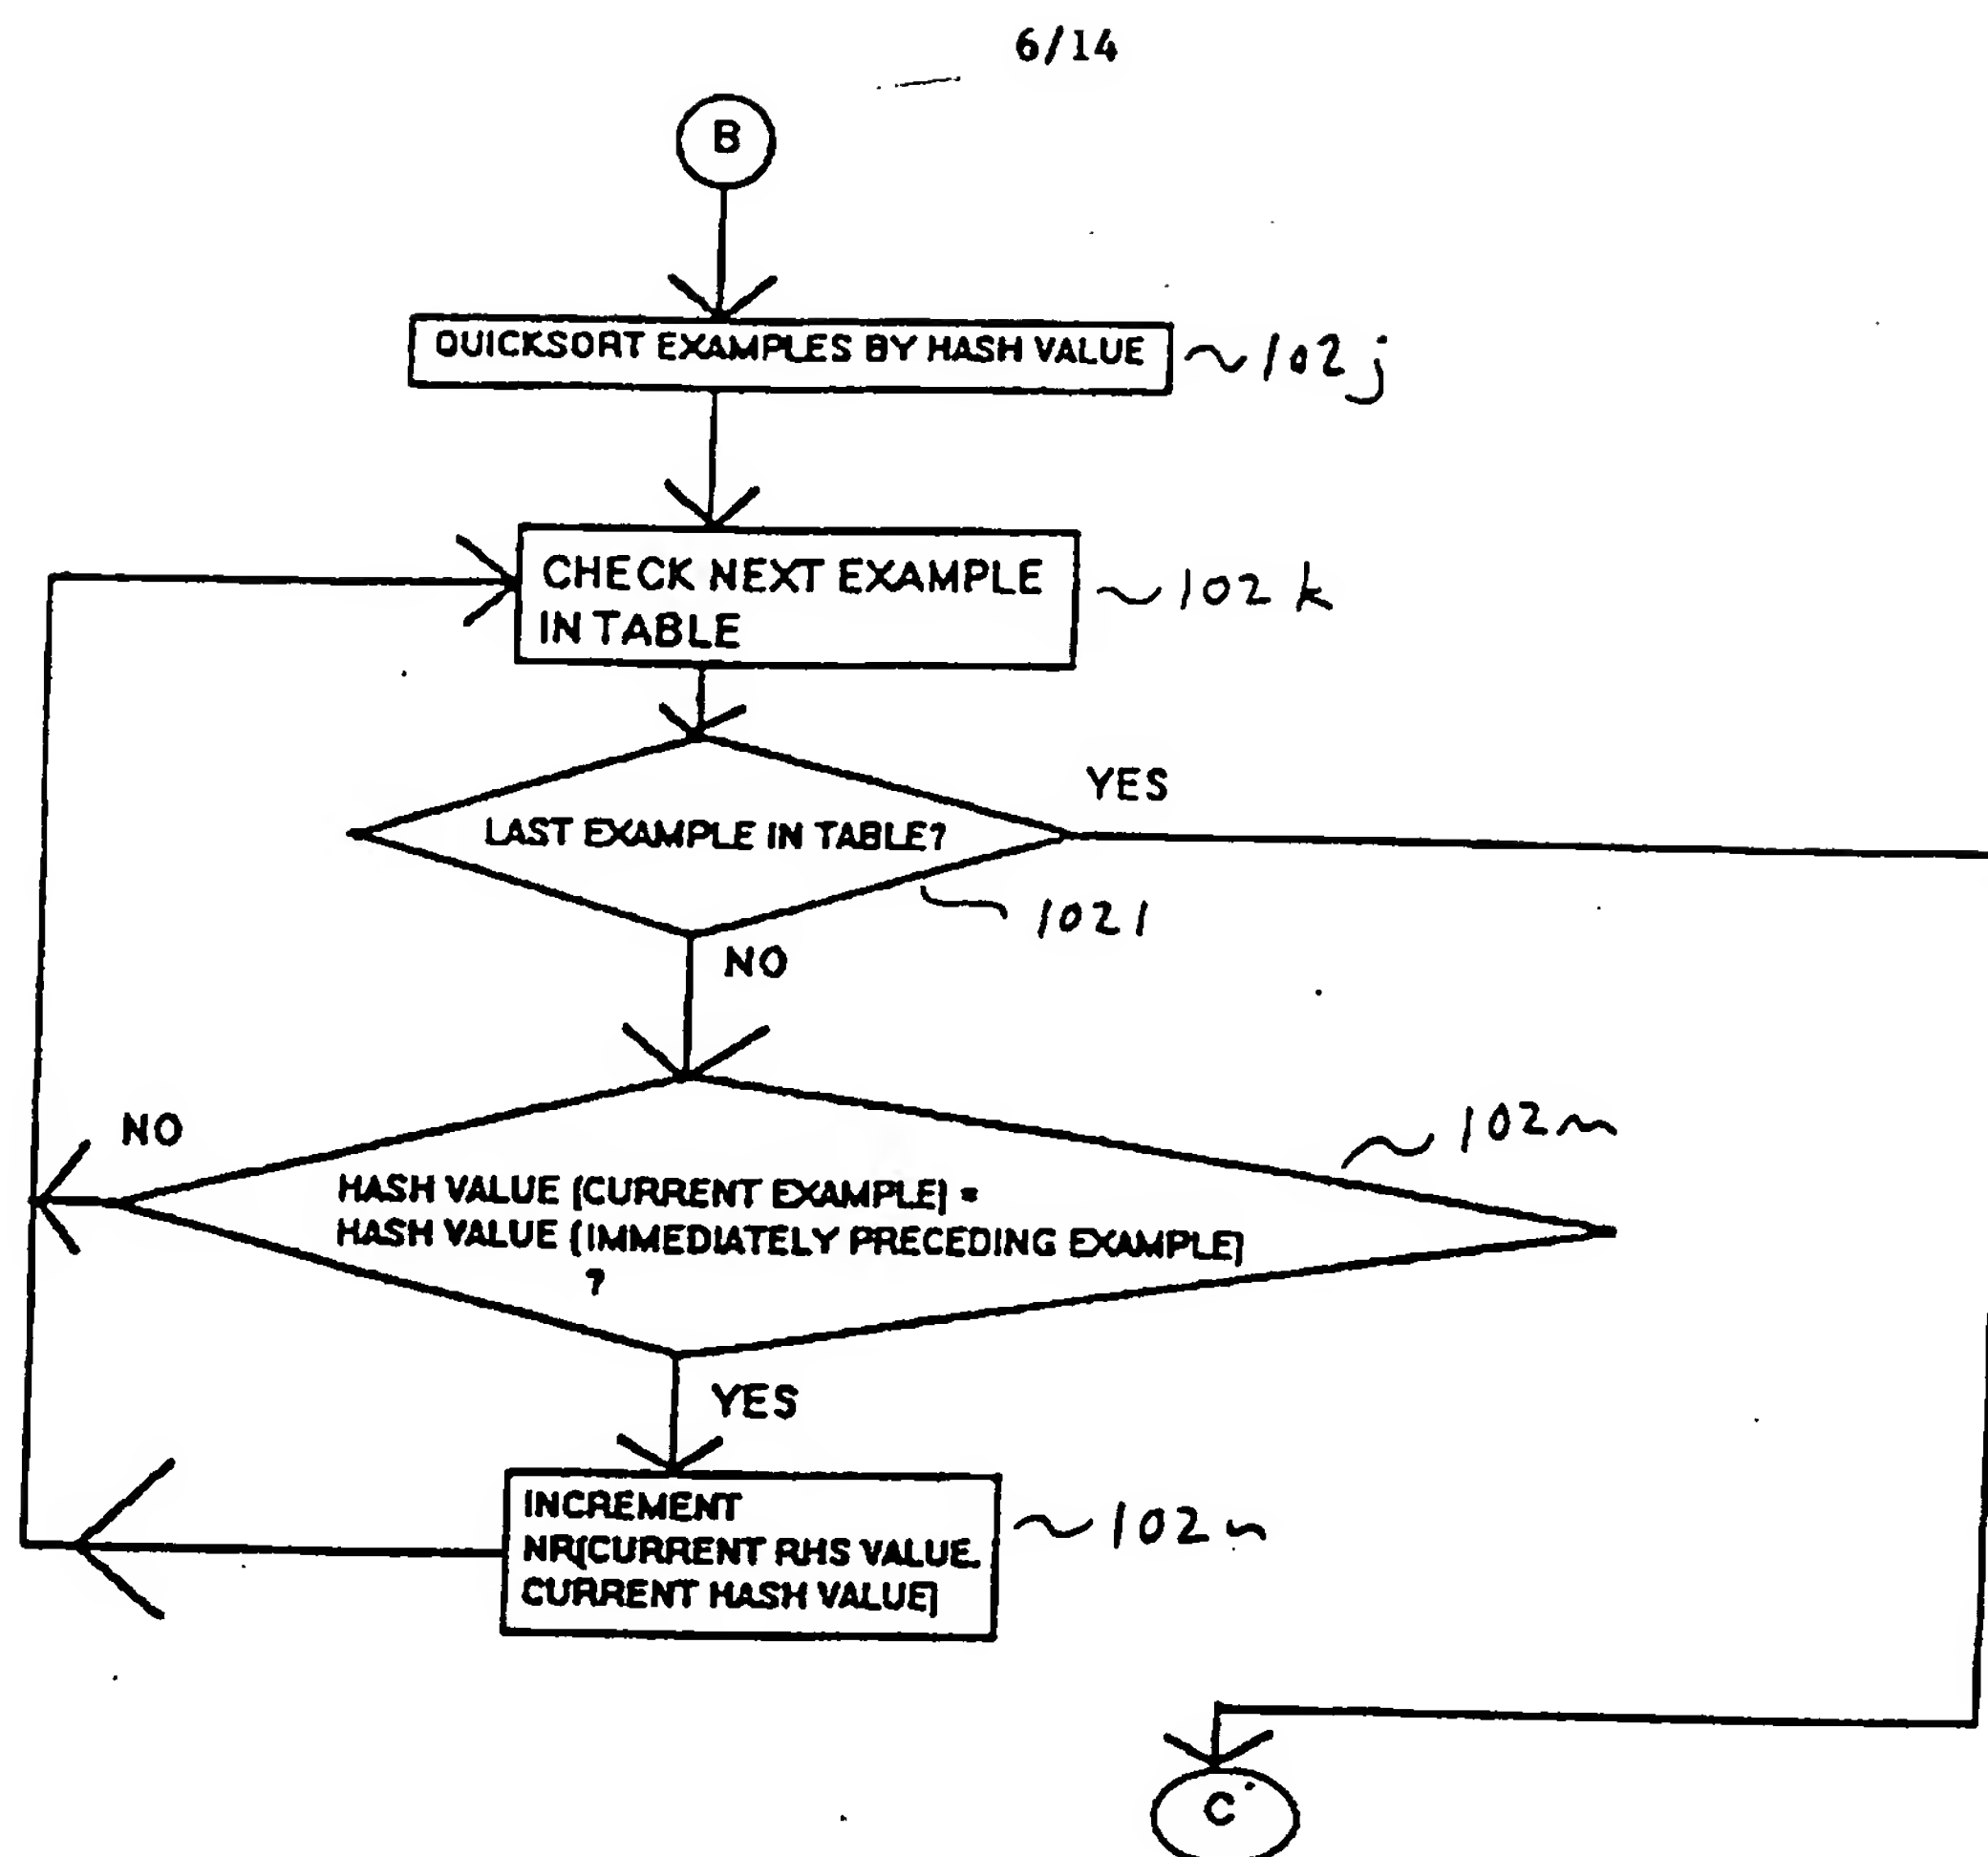 6/14
B
QUICKSORT EXAMPLES BY HASH VALUE
~102j
CHECK NEXT EXAMPLE
IN TABLE
~102k
YES
LAST EXAMPLE IN TABLE?
102l
NO
NO
~102m
HASH VALUE [CURRENT EXAMPLE] =
HASH VALUE [IMMEDIATELY PRECEDING EXAMPLE]
?
YES
INCREMENT
NR[CURRENT RHS VALUE.
CURRENT HASH VALUE]
~102n
C